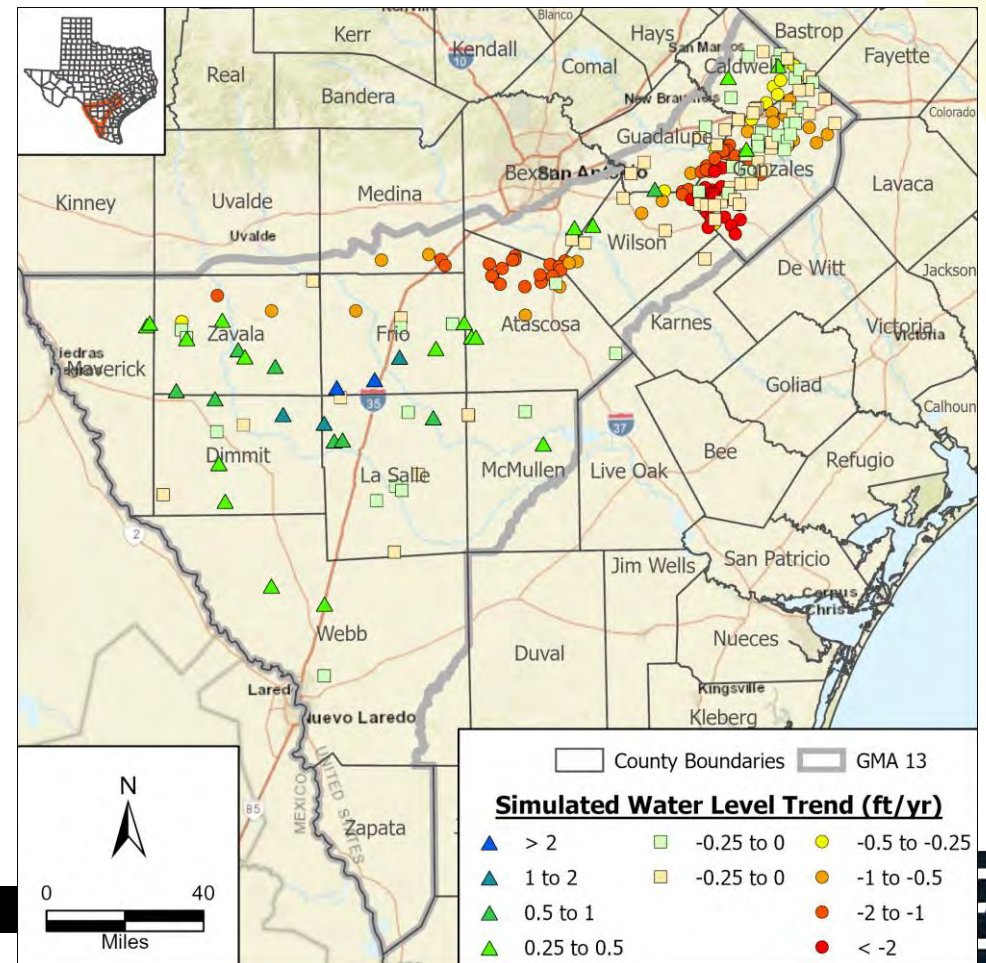 Blanco
Kerr
Hays
Bastrop
Kendall
San Marcos
Fayette
Real
10
Comal
Caldwell
Bandera
New Braunfels
Colorado
Guadalupe
Bexar
San Antonio
Gonzales
Kinney
Uvalde
Medina
Lavaca
Uvalde
Wilson
De Witt
Jackson
Zavala
Frio
Atascosa
Karnes
Victoria
Victoria
iedras
Maverick
35
Goliad
Calhoun
37
Dimmit
La Salle
McMullen
Live Oak
Bee
Refugio
2
Jim Wells
San Patricio
Corpus
Christi
Webb
Duval
Nueces
Lared
Nuevo Laredo
Kingsville
Kleberg
MEXICO
UNITED STATES
85
Zapata
N
0 40
Miles
County Boundaries GMA 13
Simulated Water Level Trend (ft/yr)
> 2 -0.25 to 0 -0.5 to -0.25
1 to 2 -0.25 to 0 -1 to -0.5
0.5 to 1 -2 to -1
0.25 to 0.5 < -2